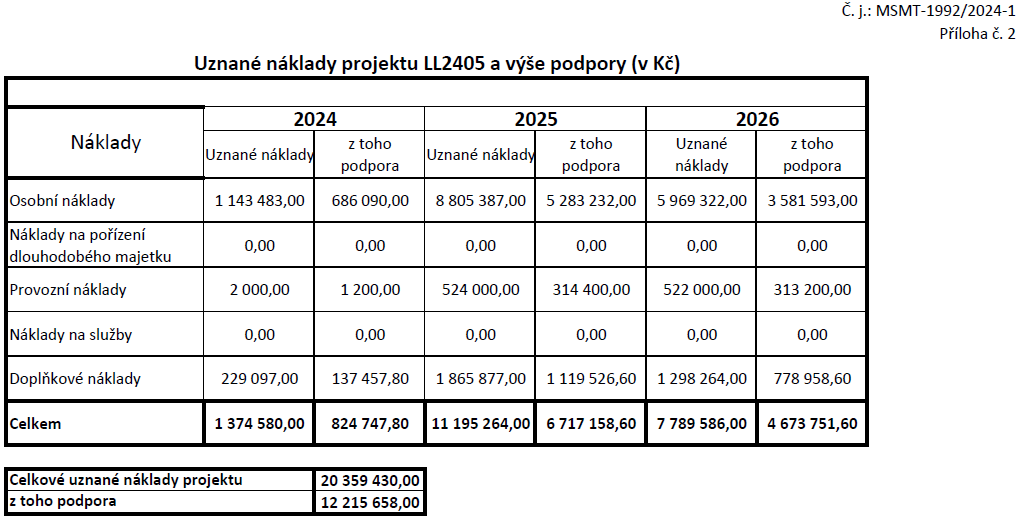 Č. j.: MSMT-1992/2024-1
Příloha č. 2
Uznané náklady projektu LL2405 a výše podpory (v Kč)
Náklady 2024 2025 2026
Uznané náklady z toho podpora Uznané náklady z toho podpora Uznané náklady z toho podpora
Osobní náklady 1 143 483,00 686 090,00 8 805 387,00 5 283 232,00 5 969 322,00 3 581 593,00
Náklady na pořízení
dlouhodobého majetku 0,00 0,00 0,00 0,00 0,00 0,00
Provozní náklady 2 000,00 1 200,00 524 000,00 314 400,00 522 000,00 313 200,00
Náklady na služby 0,00 0,00 0,00 0,00 0,00 0,00
Doplňkové náklady 229 097,00 137 457,80 1 865 877,00 1 119 526,60 1 298 264,00 778 958,60
Celkem 1 374 580,00 824 747,80 11 195 264,00 6 717 158,60 7 789 586,00 4 673 751,60
Celkové uznané náklady projektu 20 359 430,00
z toho podpora 12 215 658,00